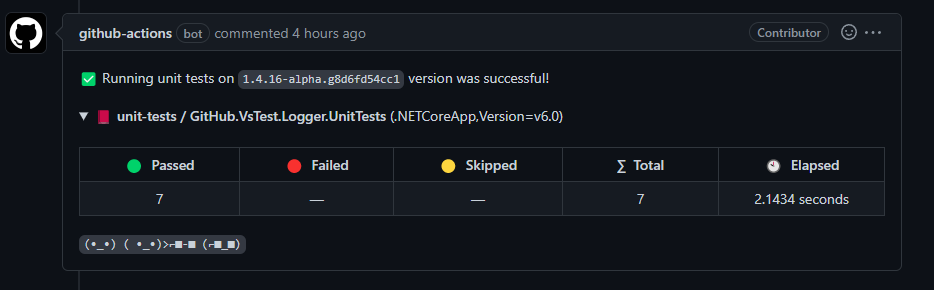 github-actions bot commented 4 hours ago Contributor
✅ Running unit tests on 1.4.16-alpha.g8d6fd54cc1 version was successful!
▼ 📕 unit-tests / GitHub.VsTest.Logger.UnitTests (.NETCoreApp,Version=v6.0)
🟢 Passed 🔴 Failed 🟡 Skipped ∑ Total 🕙 Elapsed
7 — — 7 2.1434 seconds
(•_•) ( •_•)>⌐■-■ (⌐■_■)